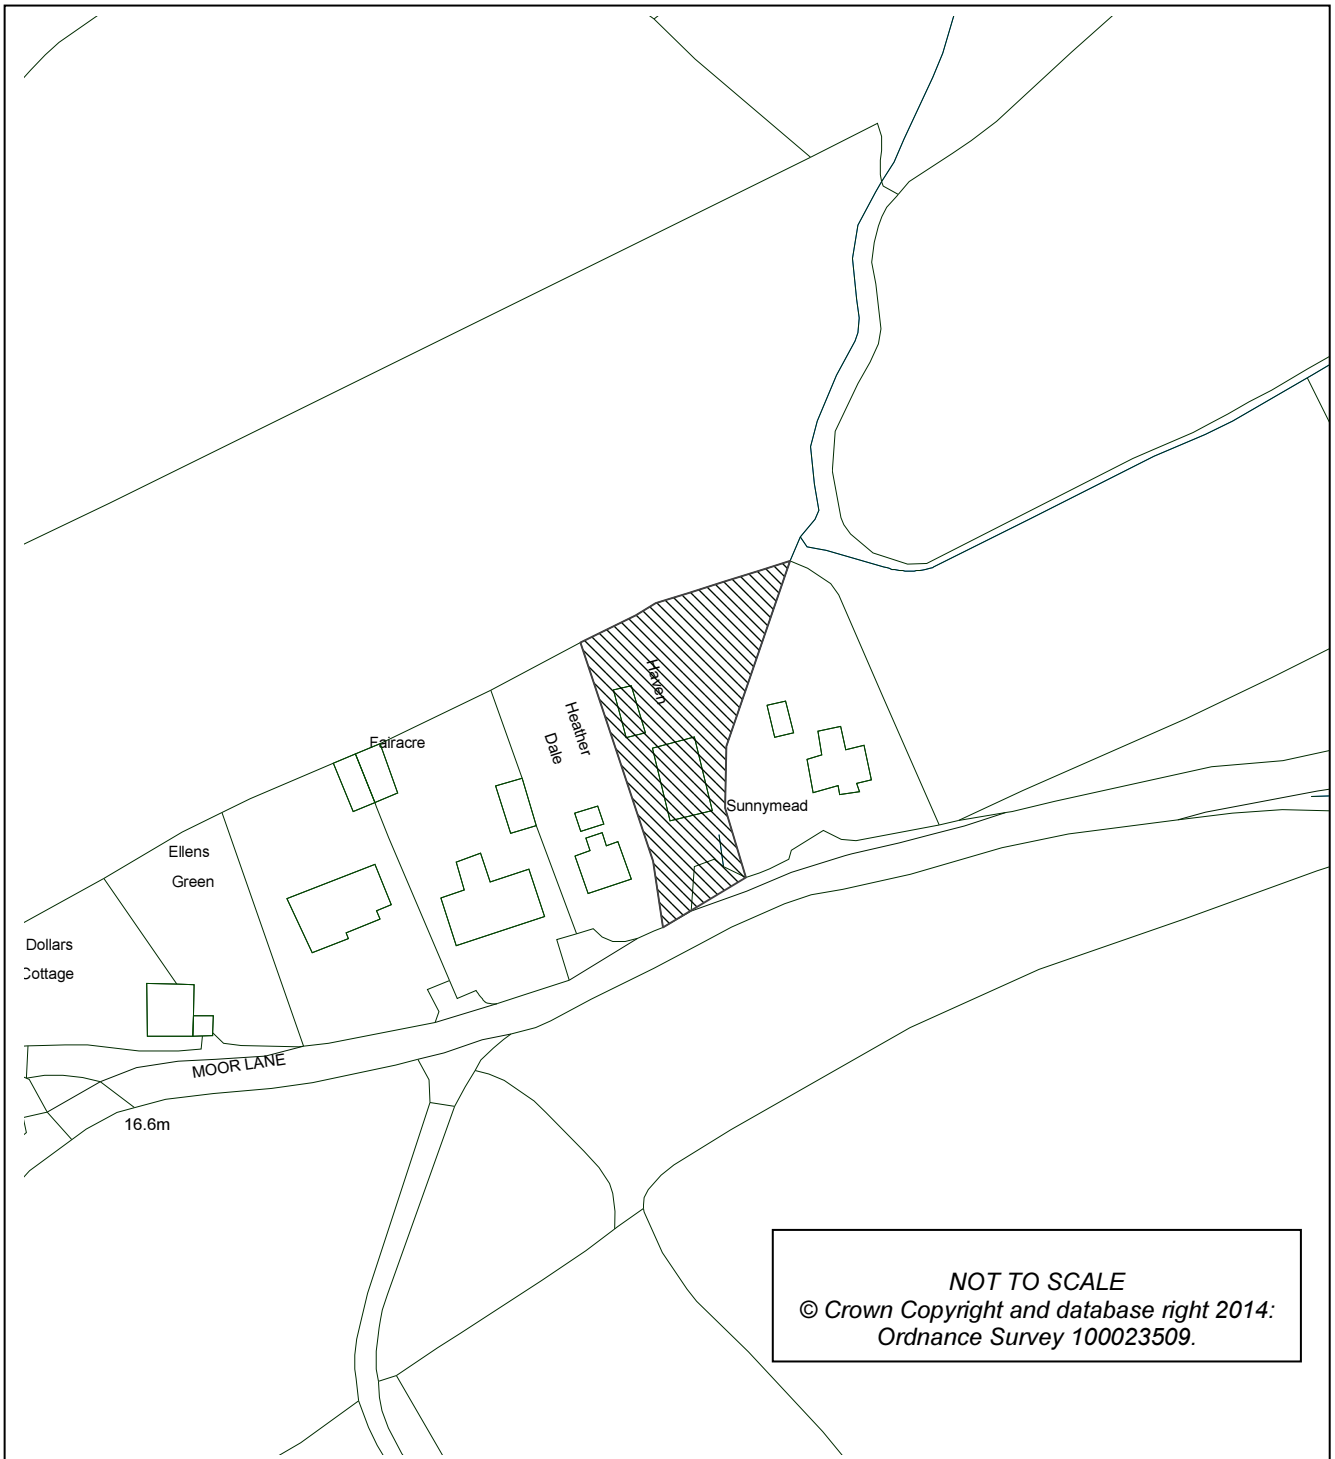 Haven
Heather
Dale
Fairacre
Sunnymead
Ellens
Green
Dollars
Cottage
MOOR LANE
16.6m
NOT TO SCALE
© Crown Copyright and database right 2014:
Ordnance Survey 100023509.